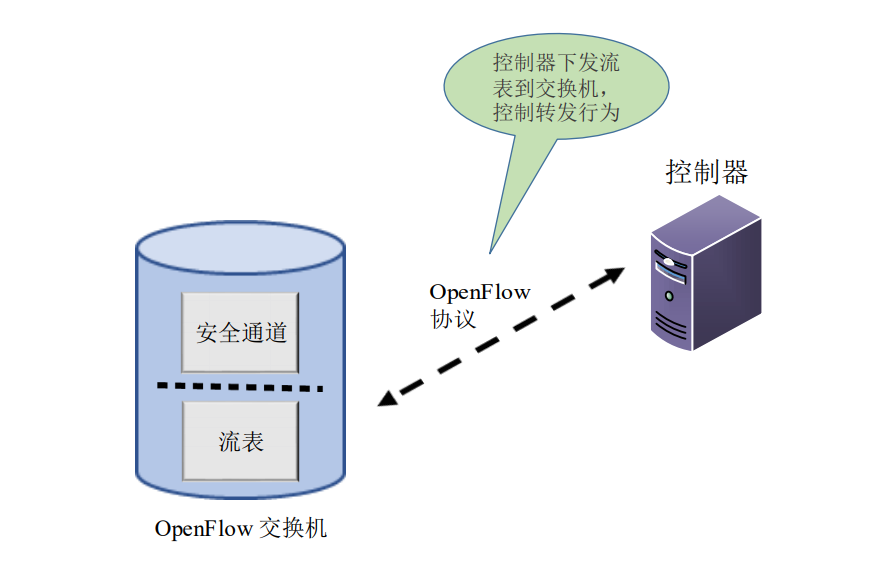 控制器下发流
表到交换机，
控制转发行为
控制器
OpenFlow
协议
安全通道
流表
OpenFlow 交换机